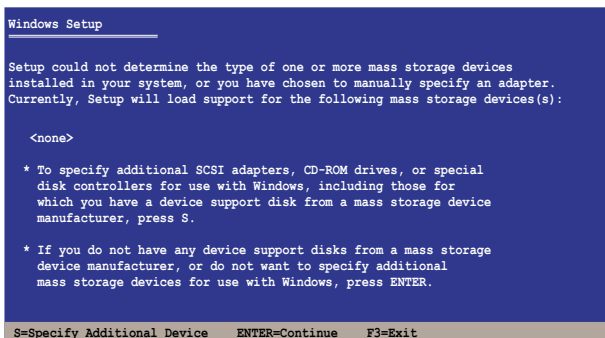 Windows Setup
Setup could not determine the type of one or more mass storage devices
installed in your system, or you have chosen to manually specify an adapter.
Currently, Setup will load support for the following mass storage devices(s):
<none>
* To specify additional SCSI adapters, CD-ROM drives, or special
disk controllers for use with Windows, including those for
which you have a device support disk from a mass storage device
manufacturer, press S.
* If you do not have any device support disks from a mass storage
device manufacturer, or do not want to specify additional
mass storage devices for use with Windows, press ENTER.
S=Specify Additional Device ENTER=Continue F3=Exit